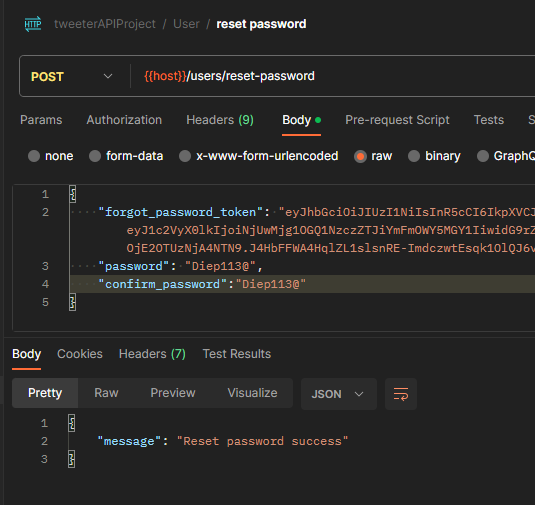 HTTP tweeterAPIProject / User / reset password
POST {{host}}/users/reset-password
Params Authorization Headers (9) Body Pre-request Script Tests S
none form-data x-www-form-urlencoded raw binary GraphQ
1 {
2 "forgot_password_token": "eyJhbGciOiJIUzI1NiIsInR5cCI6IkpXVCJ
eyJ1c2VyX0lkIjoiNjUwMjg1OGQ1NzczZTJiYmFmOWY5MGY1IiwidG9rZ
OjE2OTUzNjA4NTN9.J4HbFFWA4HqlZL1slsnRE-ImdczwtEsqk1OlQJ6v
3 "password": "Diep113@",
4 "confirm_password":"Diep113@"
5 }
Body Cookies Headers (7) Test Results
Pretty Raw Preview Visualize JSON
1 {
2 "message": "Reset password success"
3 }